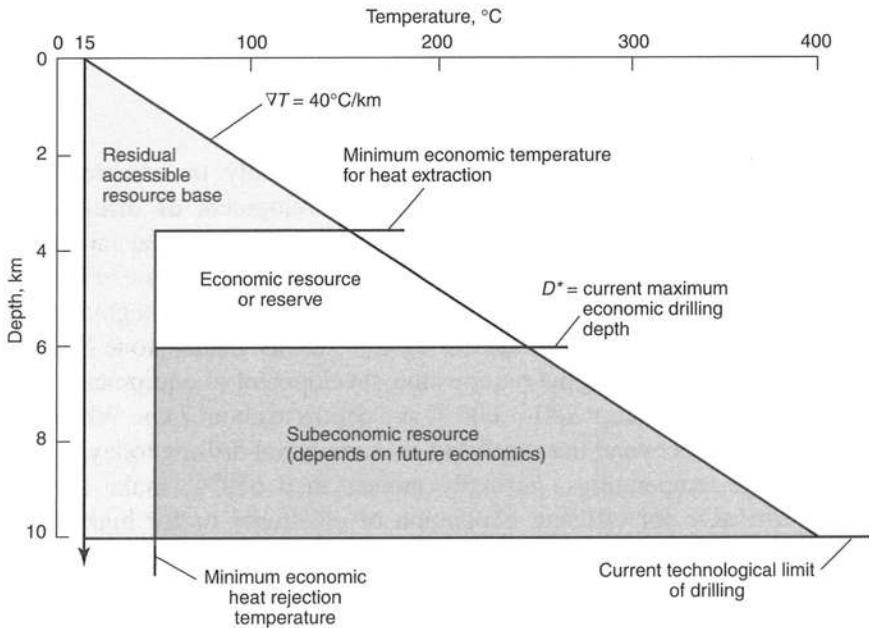 Temperature, °C
0 15 100 200 300 400
0
∇T = 40°C/km
Residual
accessible
resource base
2
Minimum economic temperature
for heat extraction
4
Economic resource
or reserve
D* = current maximum
economic drilling
depth
Depth, km
6
Subeconomic resource
(depends on future economics)
8
10
Minimum economic
heat rejection
temperature
Current technological limit
of drilling